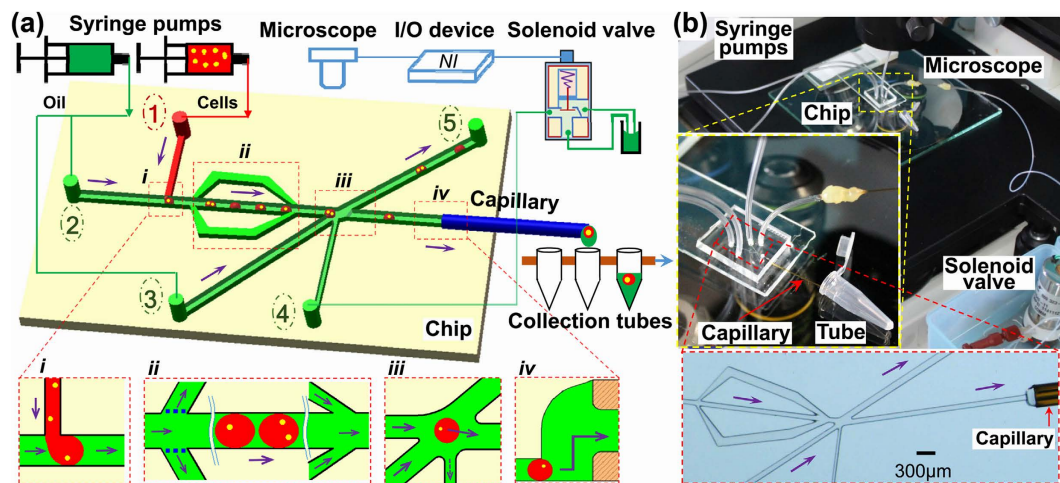 (a)
Syringe pumps
Microscope
I/O device
Solenoid valve
NI
Oil
Cells
1
5
ii
i
iii
iv
2
Capillary
3
4
Chip
Collection tubes
i
ii
iii
iv
(b)
Syringe
pumps
Microscope
Chip
Solenoid
valve
Capillary
Tube
Capillary
300μm